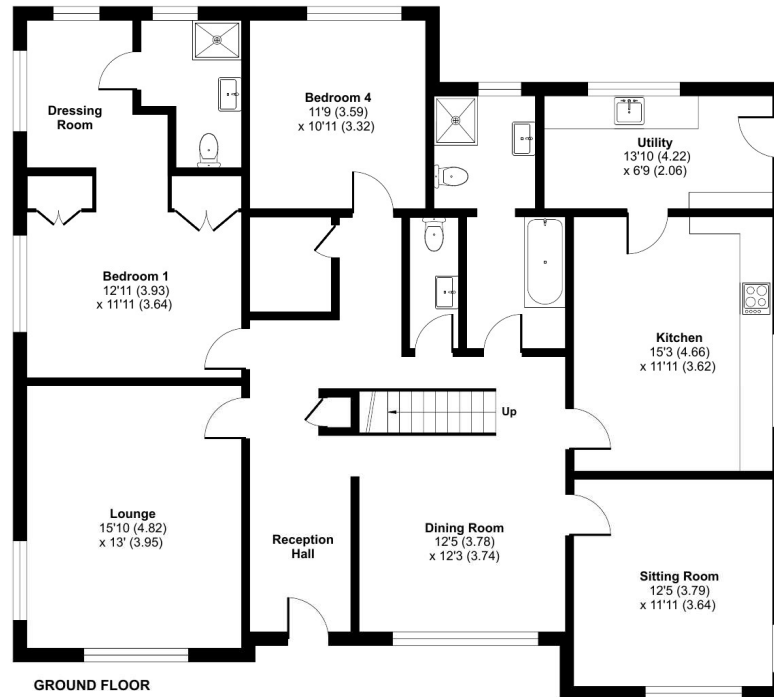 Dressing
Room
Bedroom 4
11'9 (3.59)
x 10'11 (3.32)
Utility
13'10 (4.22)
x 6'9 (2.06)
Bedroom 1
12'11 (3.93)
x 11'11 (3.64)
Kitchen
15'3 (4.66)
x 11'11 (3.62)
Up
Lounge
15'10 (4.82)
x 13' (3.95)
Reception
Hall
Dining Room
12'5 (3.78)
x 12'3 (3.74)
Sitting Room
12'5 (3.79)
x 11'11 (3.64)
GROUND FLOOR